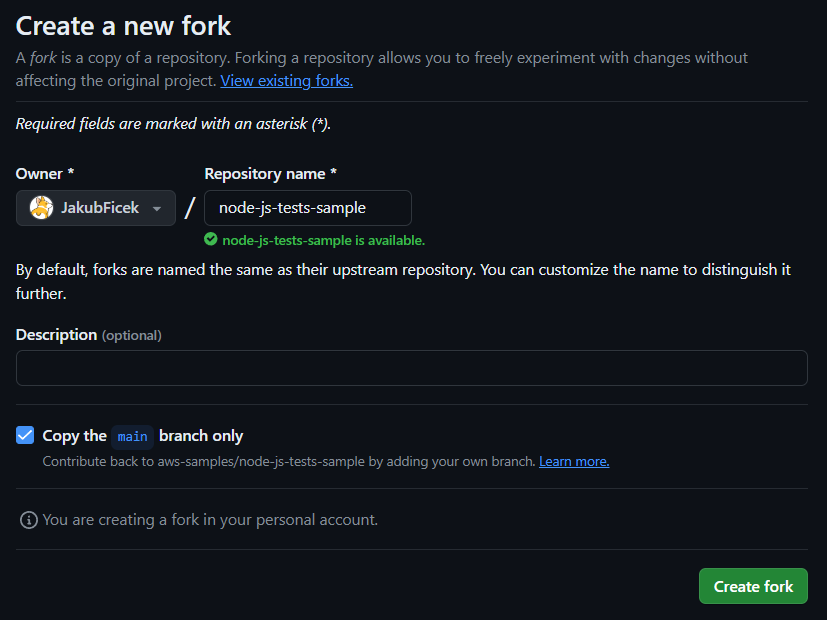 Create a new fork
A fork is a copy of a repository. Forking a repository allows you to freely experiment with changes without
affecting the original project. View existing forks.
Required fields are marked with an asterisk (*).
Owner * Repository name *
JakubFicek / node-js-tests-sample
node-js-tests-sample is available.
By default, forks are named the same as their upstream repository. You can customize the name to distinguish it
further.
Description (optional)
Copy the main branch only
Contribute back to aws-samples/node-js-tests-sample by adding your own branch. Learn more.
You are creating a fork in your personal account.
Create fork